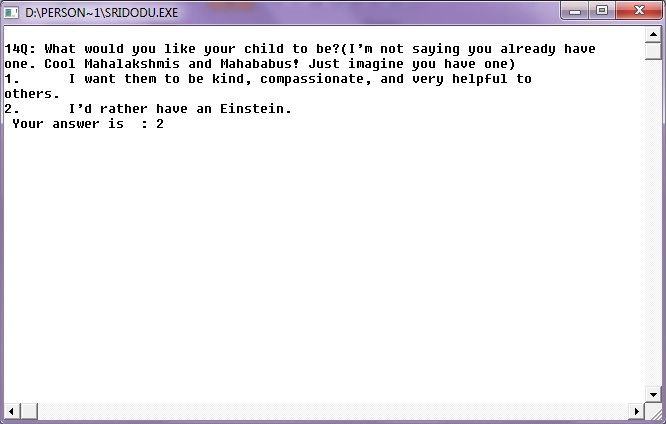 D:\PERSON~1\SRIDODU.EXE
14Q: What would you like your child to be?(I'm not saying you already have
one. Cool Mahalakshmis and Mahababus! Just imagine you have one)
1. I want them to be kind, compassionate, and very helpful to
others.
2. I'd rather have an Einstein.
Your answer is : 2